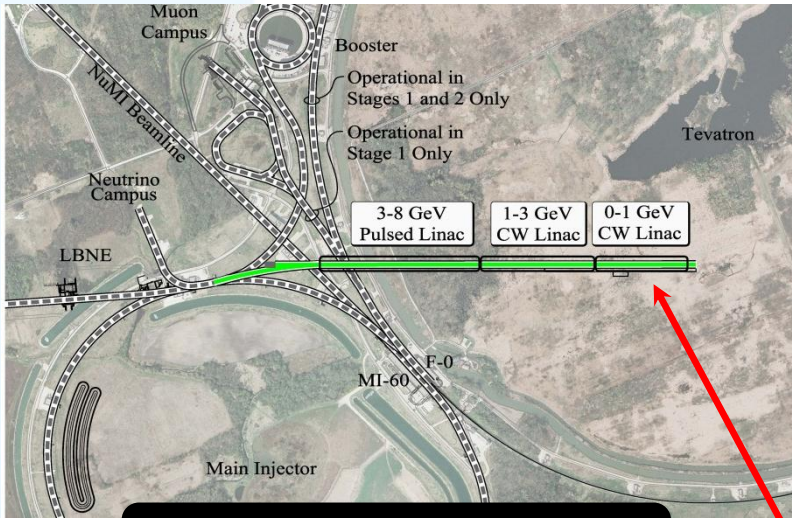 Muon
Campus
Booster
NuMI Beamline
Operational in
Stages 1 and 2 Only
Operational in
Stage 1 Only
Tevatron
Neutrino
Campus
3-8 GeV
Pulsed Linac
1-3 GeV
CW Linac
0-1 GeV
CW Linac
LBNE
F-0
MI-60
Main Injector